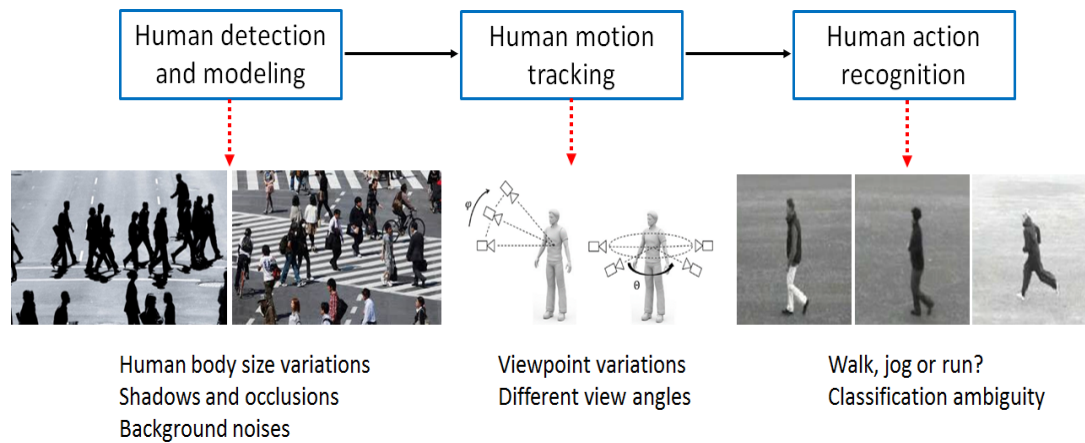 Human detection
and modeling
Human motion
tracking
Human action
recognition
φ
θ
Human body size variations
Shadows and occlusions
Background noises
Viewpoint variations
Different view angles
Walk, jog or run?
Classification ambiguity